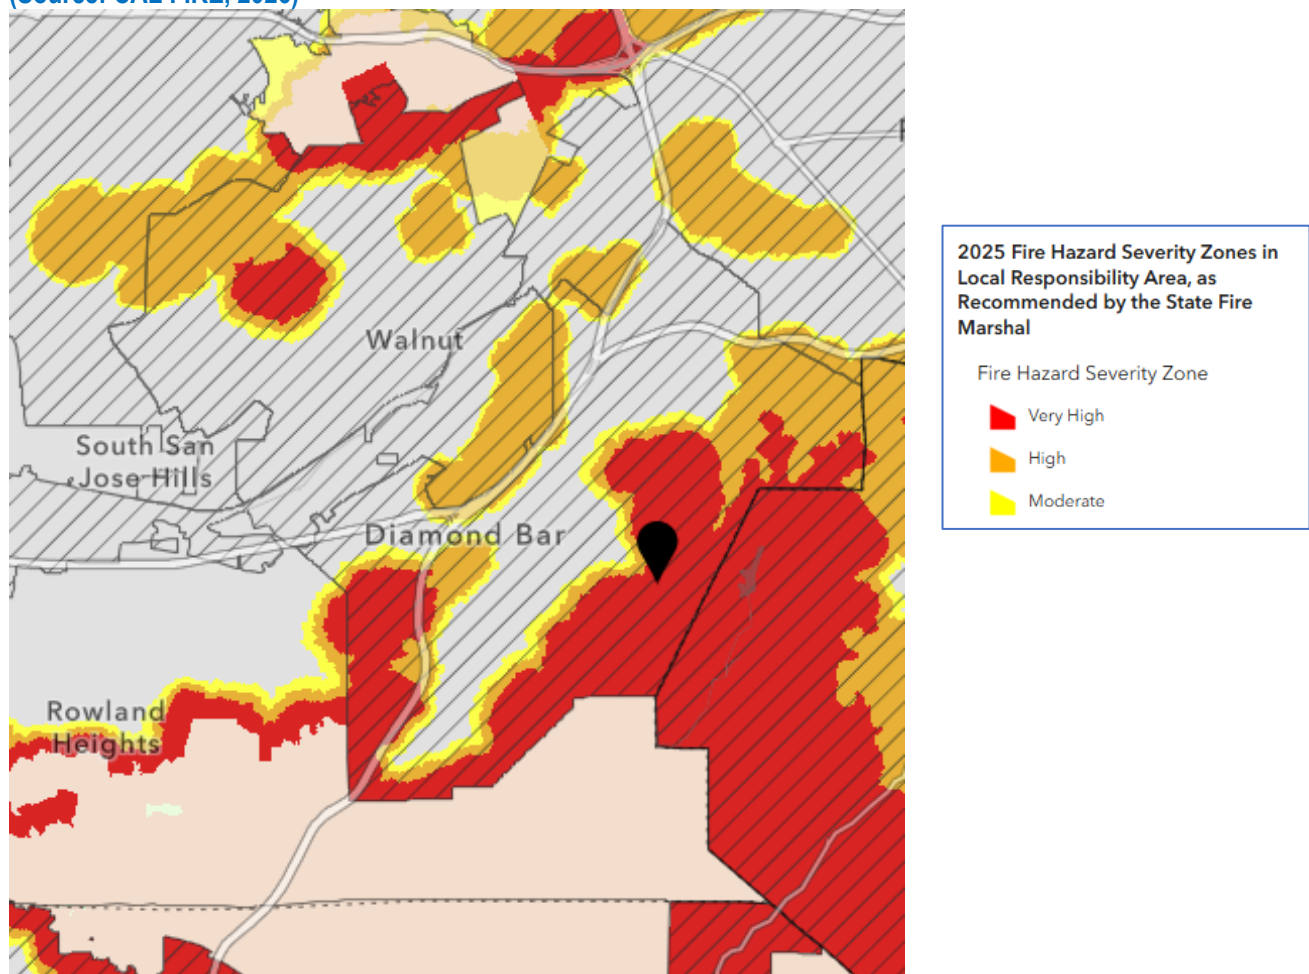 2025 Fire Hazard Severity Zones in
Local Responsibility Area, as
Recommended by the State Fire
Marshal
Fire Hazard Severity Zone
Very High
High
Moderate
Walnut
South San
Jose Hills
Diamond Bar
Rowland
Heights